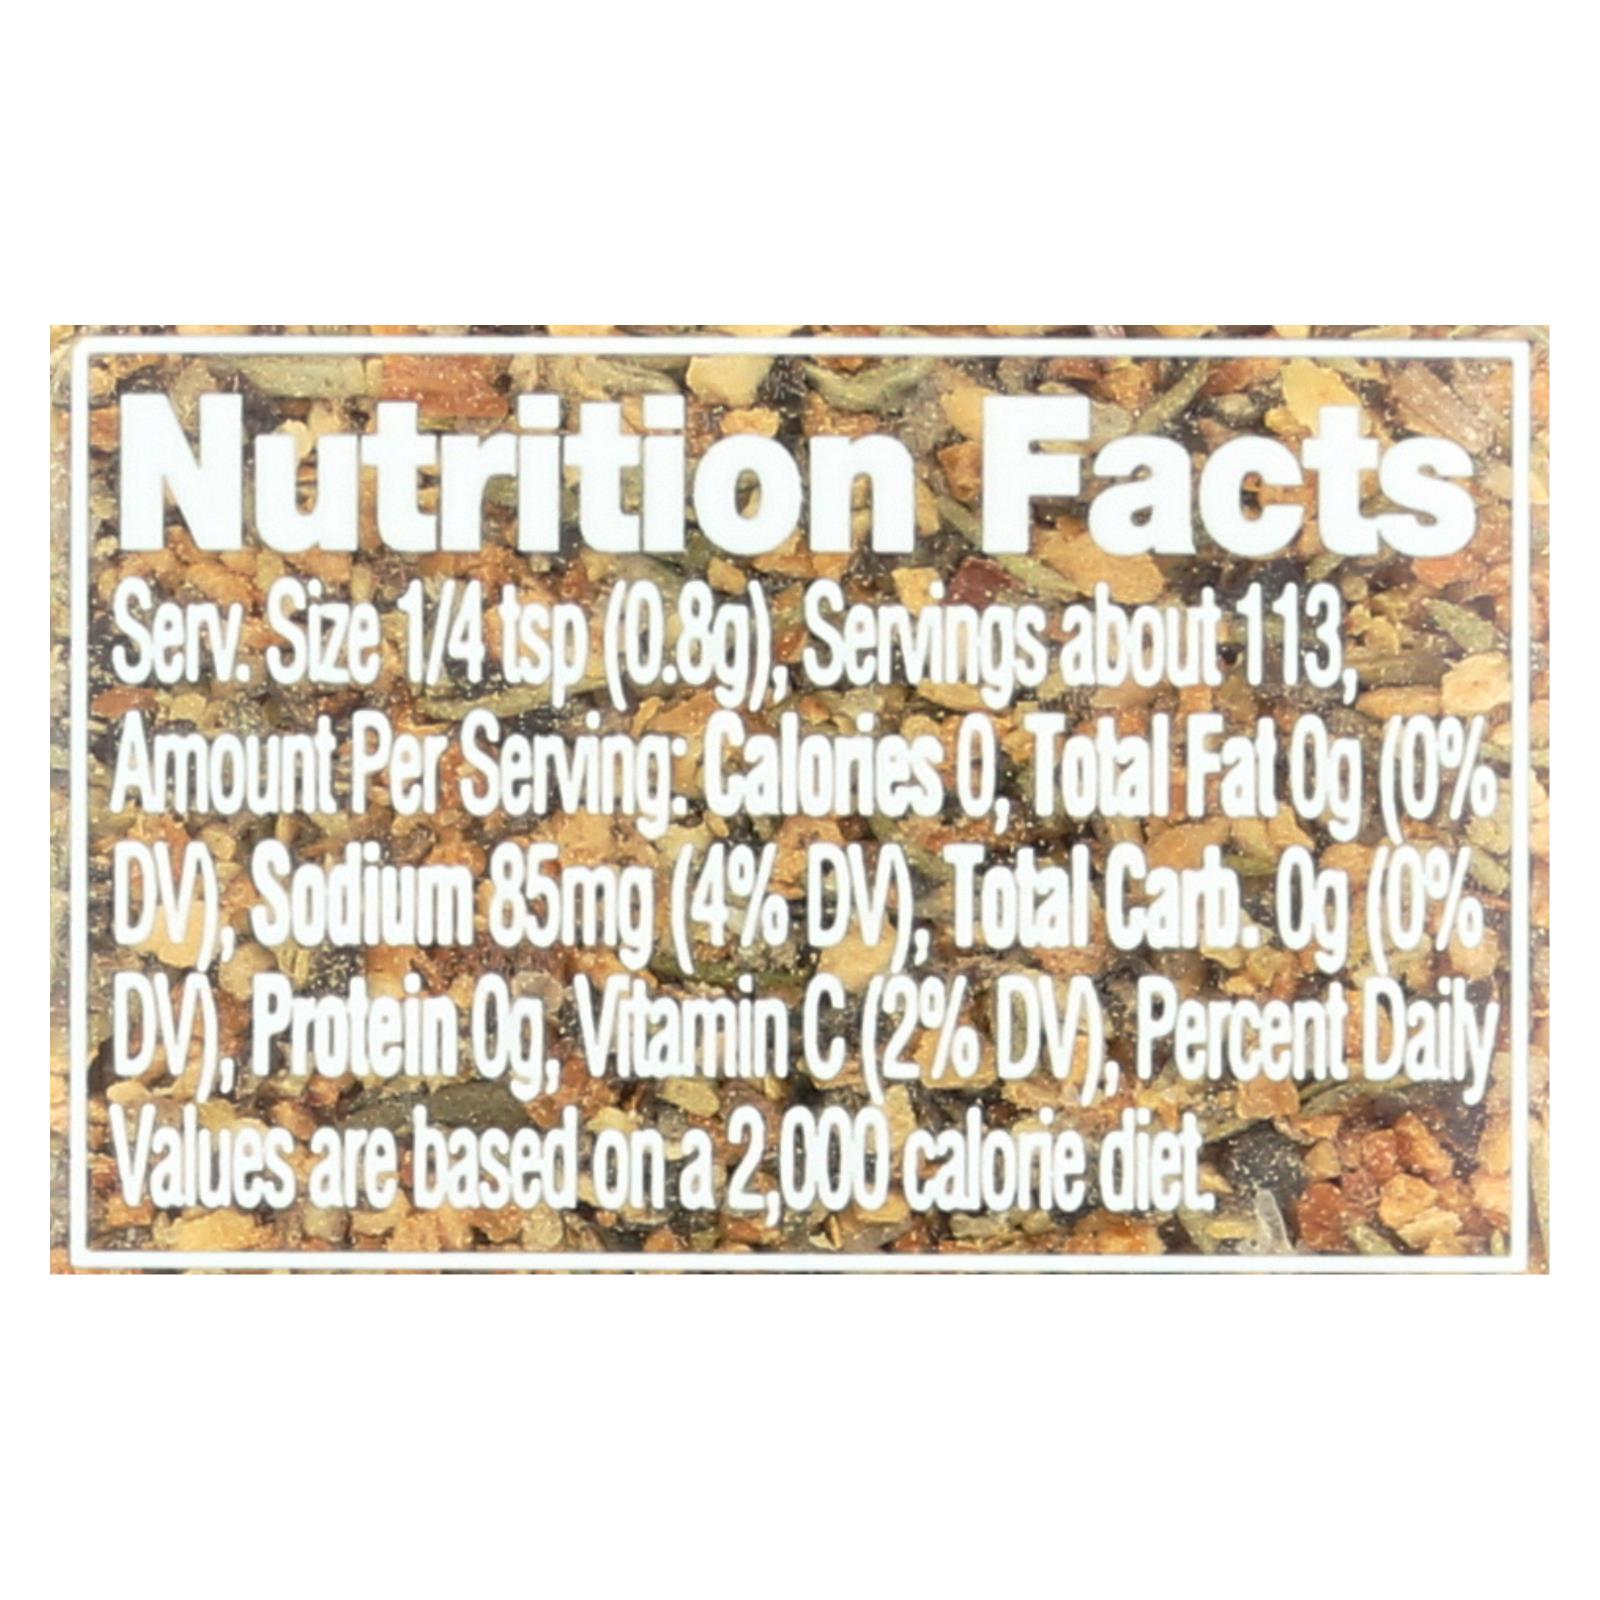 Nutrition Facts
Serv. Size 1/4 tsp (0.8g), Servings about 113,
Amount Per Serving: Calories 0, Total Fat 0g (0%
DV), Sodium 85mg (4% DV), Total Carb. 0g (0%
DV), Protein 0g, Vitamin C (2% DV), Percent Daily
Values are based on a 2,000 calorie diet.